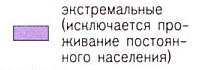 экстремальные
(исключается про-
живание постоян-
ного населения)